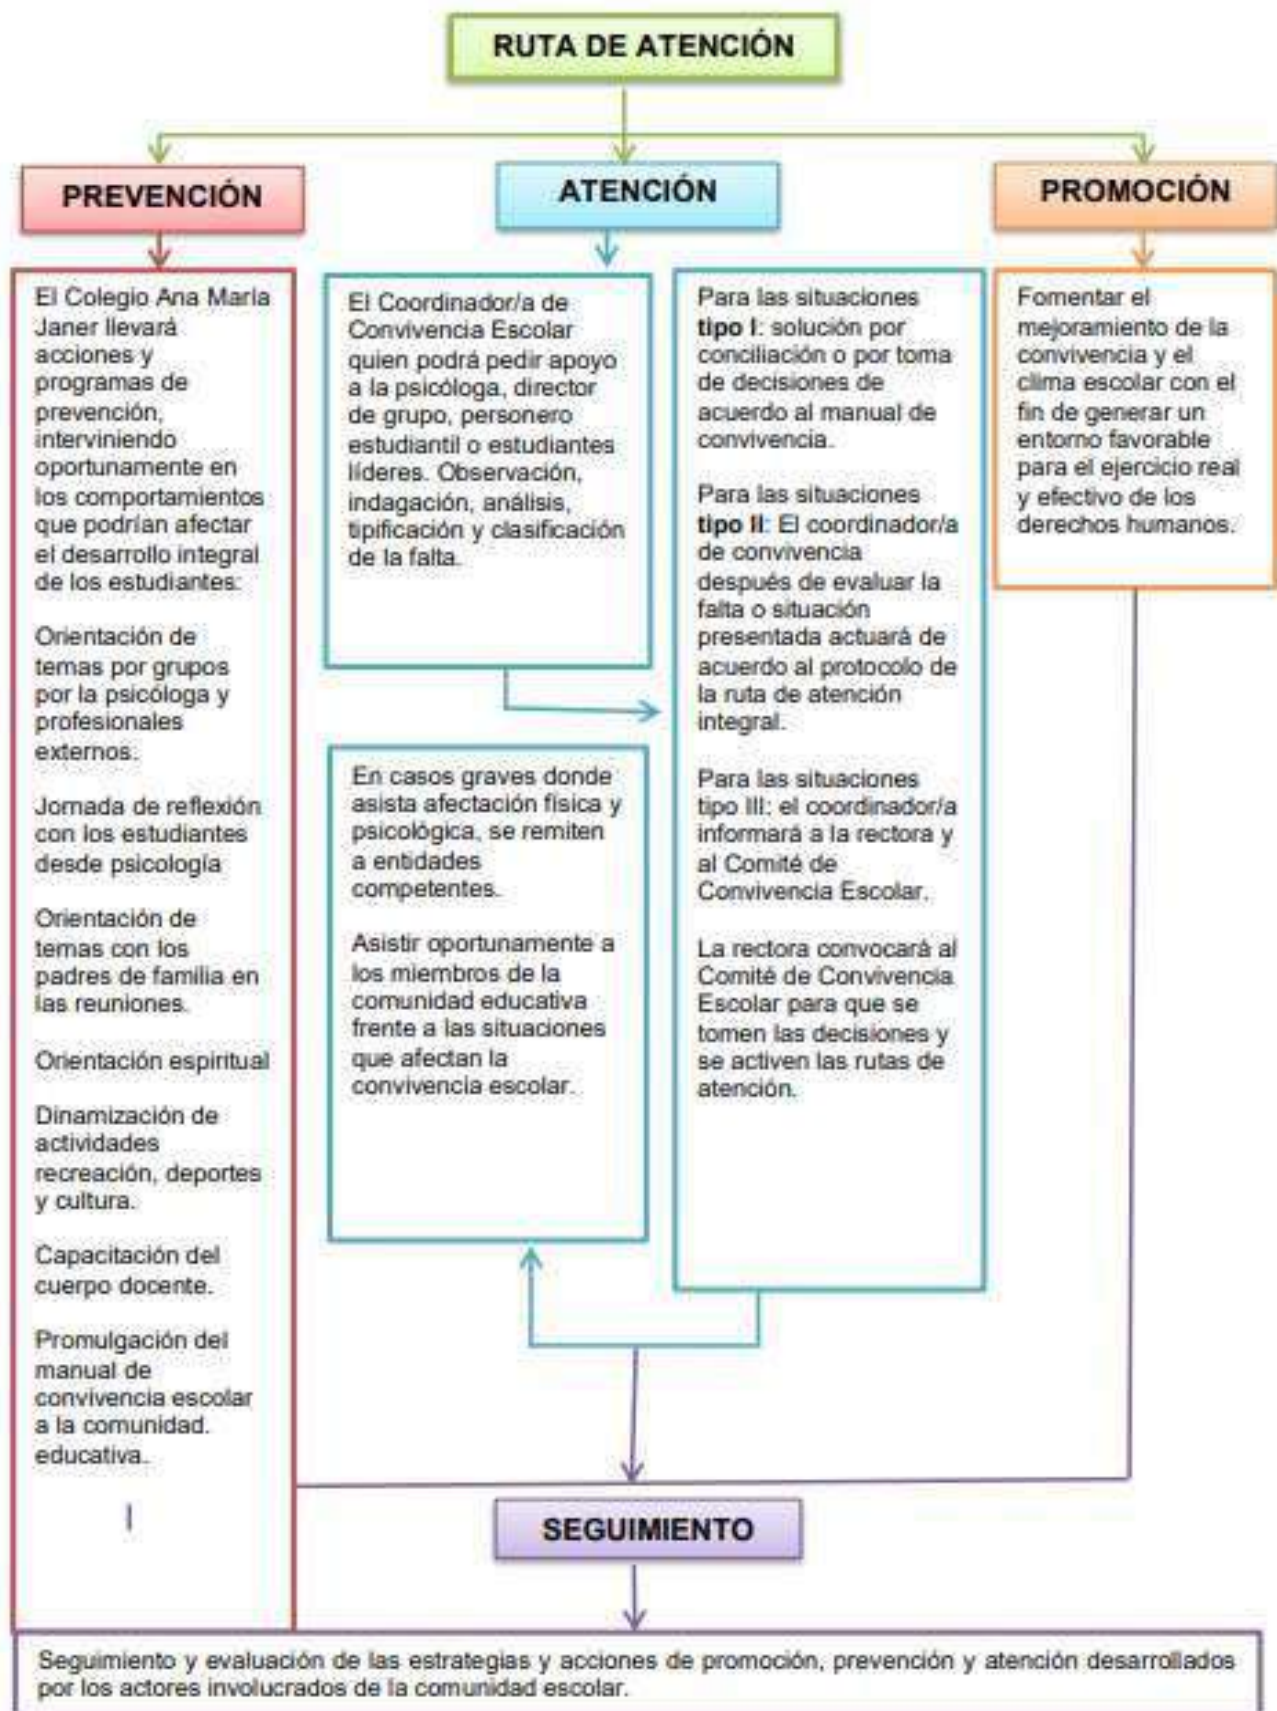 RUTA DE ATENCIÓN
PREVENCIÓN
El Colegio Ana María
Janer llevará
acciones y
programas de
prevención,
interviniendo
oportunamente en
los comportamientos
que podrían afectar
el desarrollo integral
de los estudiantes:
Orientación de
temas por grupos
por la psicóloga y
profesionales
externos.
Jornada de reflexión
con los estudiantes
desde psicología
Orientación de
temas con los
padres de familia en
las reuniones.
Orientación espiritual
Dinamización de
actividades
recreación, deportes
y cultura.
Capacitación del
cuerpo docente.
Promulgación del
manual de
convivencia escolar
a la comunidad.
educativa.
ATENCIÓN
El Coordinador/a de
Convivencia Escolar
quien podrá pedir apoyo
a la psicóloga, director
de grupo, personero
estudiantil o estudiantes
líderes. Observación,
indagación, análisis,
tipificación y clasificación
de la falta.
Para las situaciones
tipo I: solución por
conciliación o por toma
de decisiones de
acuerdo al manual de
convivencia.
Para las situaciones
tipo II: El coordinador/a
de convivencia
después de evaluar la
falta o situación
presentada actuará de
acuerdo al protocolo de
la ruta de atención
integral.
Para las situaciones
tipo III: el coordinador/a
informará a la rectora y
al Comité de
Convivencia Escolar.
La rectora convocará al
Comité de Convivencia
Escolar para que se
tomen las decisiones y
se activen las rutas de
atención.
En casos graves donde
asista afectación física y
psicológica, se remiten
a entidades
competentes.
Asistir oportunamente a
los miembros de la
comunidad educativa
frente a las situaciones
que afectan la
convivencia escolar.
PROMOCIÓN
Fomentar el
mejoramiento de la
convivencia y el
clima escolar con el
fin de generar un
entorno favorable
para el ejercicio real
y efectivo de los
derechos humanos.
SEGUIMIENTO
Seguimiento y evaluación de las estrategias y acciones de promoción, prevención y atención desarrollados
por los actores involucrados de la comunidad escolar.